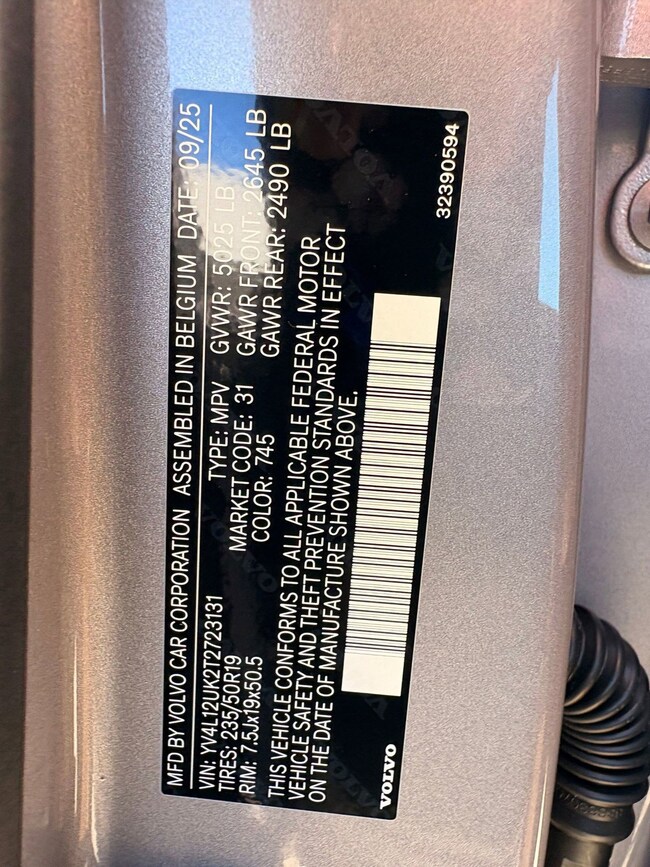 MFD BY VOLVO CAR CORPORATION ASSEMBLED IN BELGIUM DATE: 09/25
VIN: YV4L12UK2T2723131 TYPE: MPV GVWR: 5025 LB
TIRES: 235/50R19 MARKET CODE: 31 GAWR FRONT: 2645 LB
RIM: 7.5Jx19x50.5 COLOR: 745 GAWR REAR: 2490 LB
THIS VEHICLE CONFORMS TO ALL APPLICABLE FEDERAL MOTOR
VEHICLE SAFETY AND THEFT PREVENTION STANDARDS IN EFFECT
ON THE DATE OF MANUFACTURE SHOWN ABOVE.
VOLVO 32390594